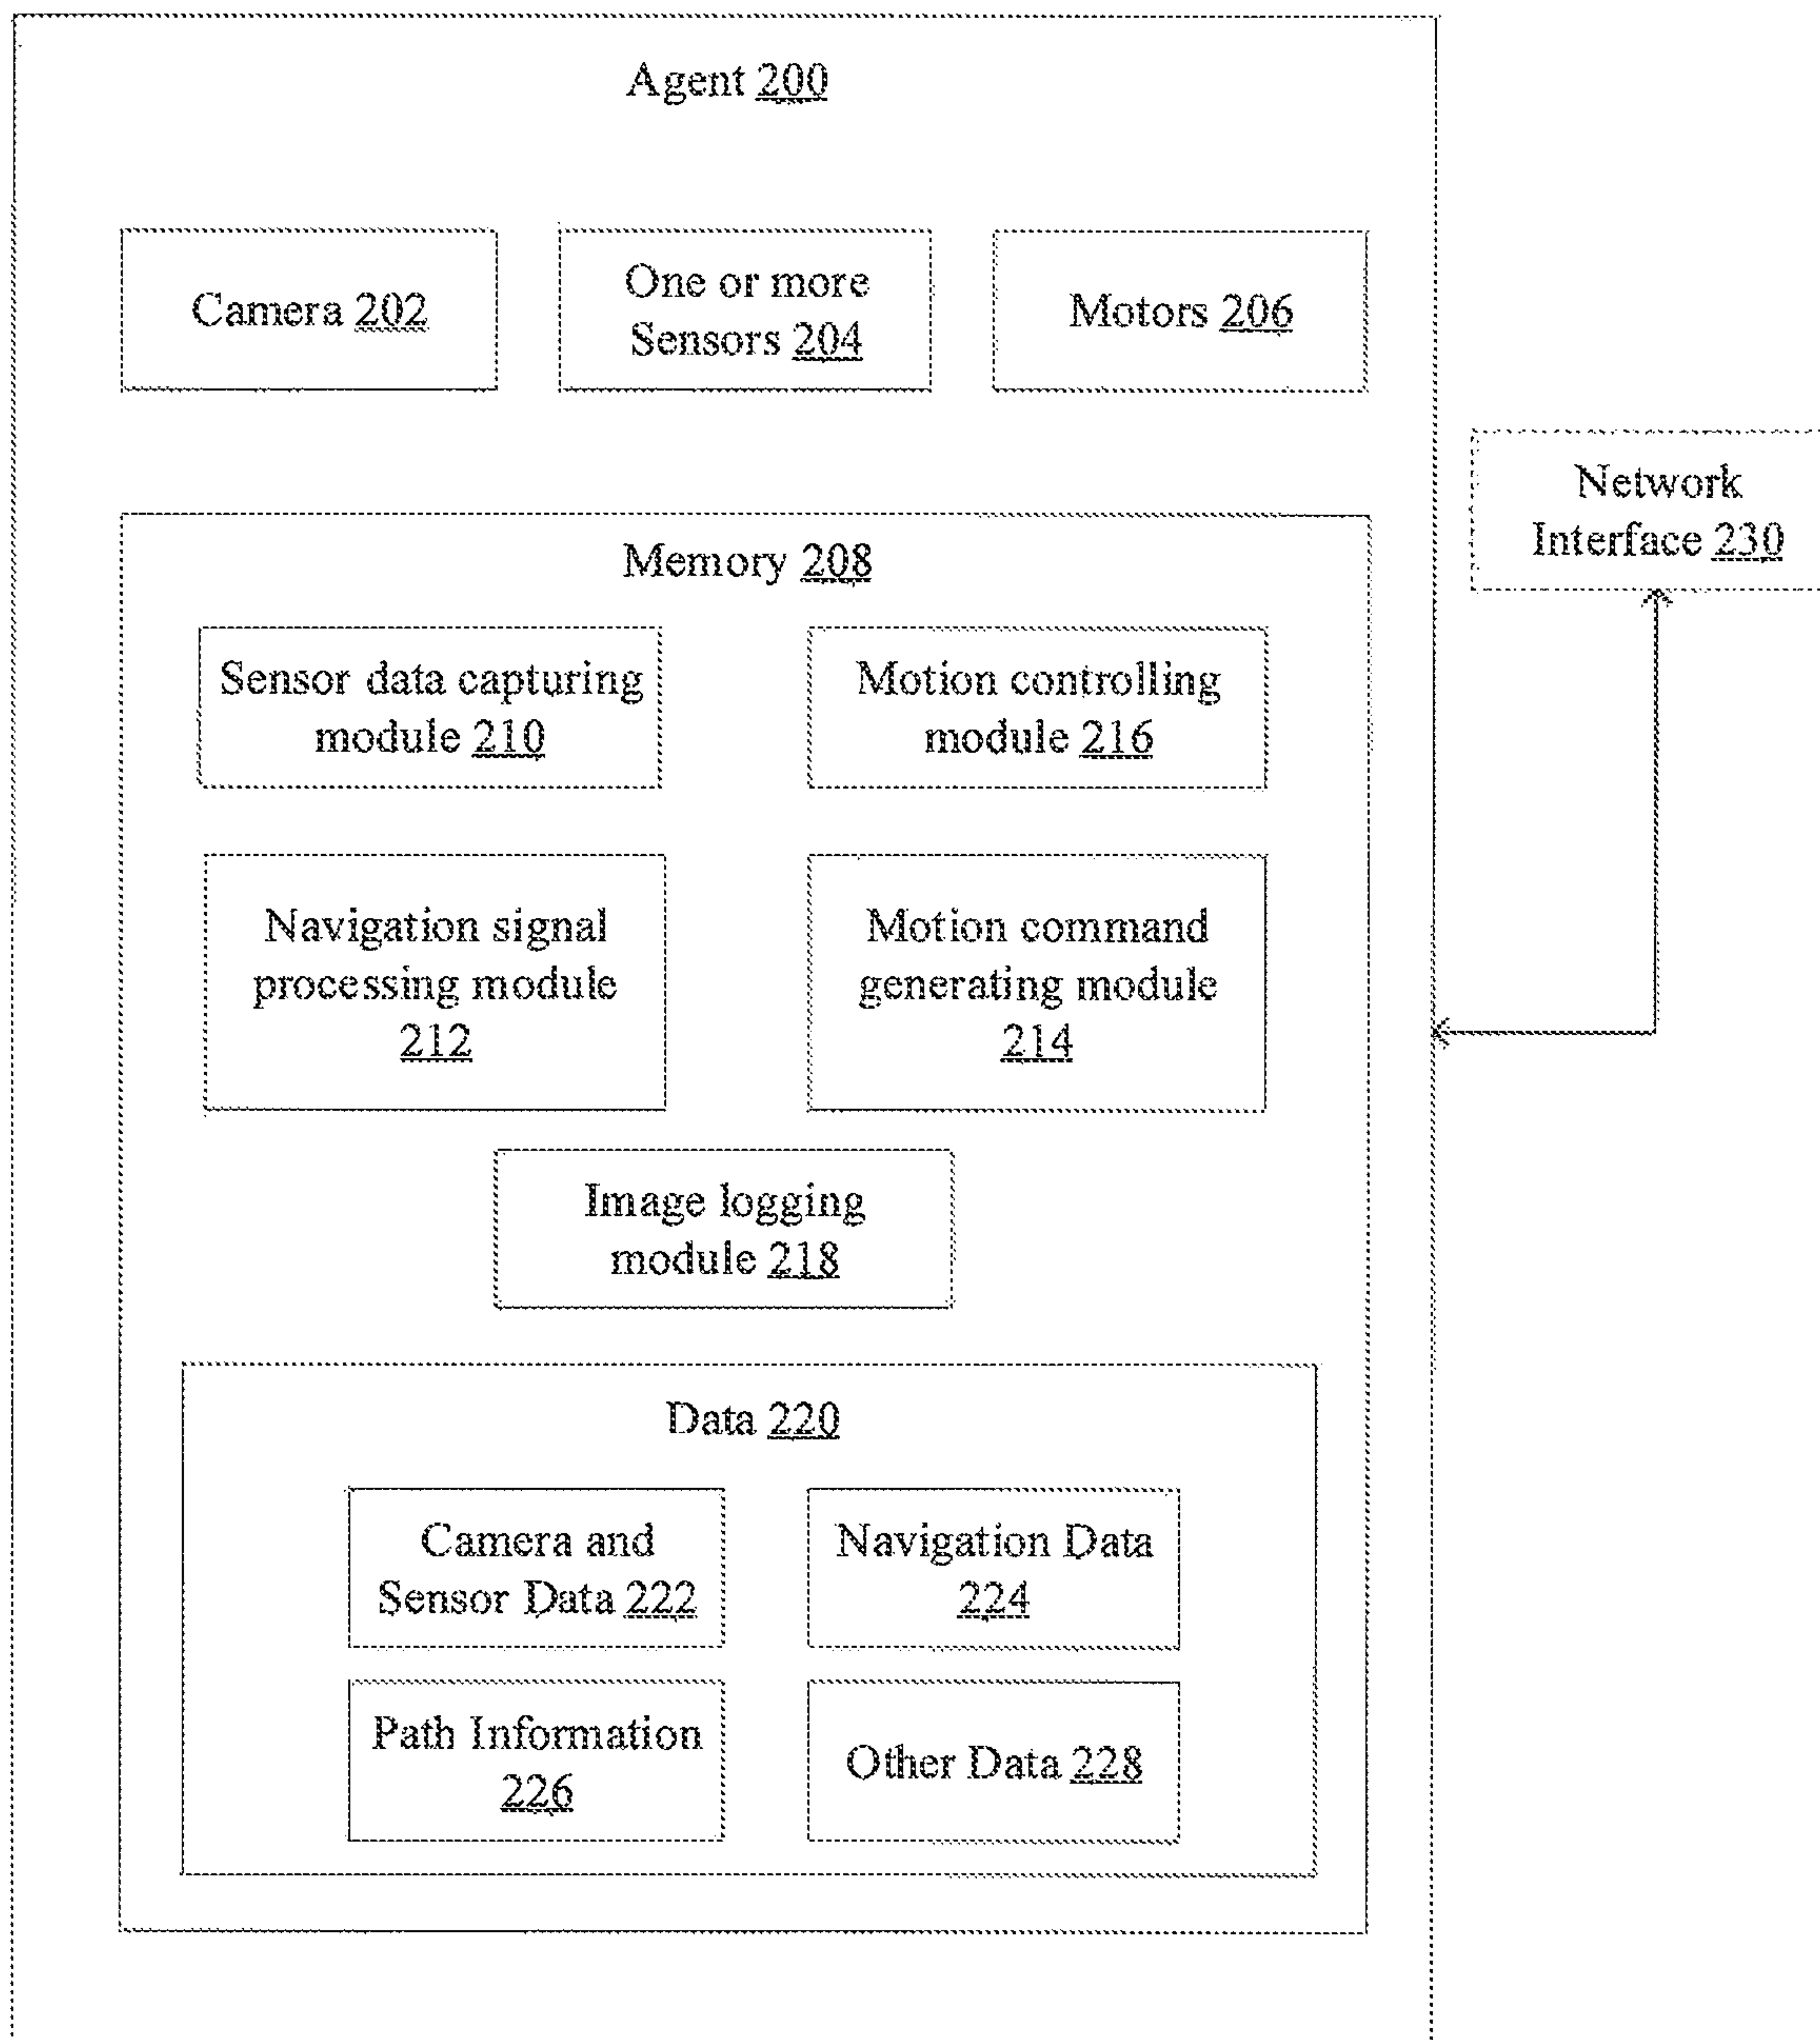 Agent 200
Camera 202
One or more
Sensors 204
Motors 206
Network
Interface 230
Memory 208
Sensor data capturing
module 210
Motion controlling
module 216
Navigation signal
processing module
212
Motion command
generating module
214
Image logging
module 218
Data 220
Camera and
Sensor Data 222
Navigation Data
224
Path Information
226
Other Data 228